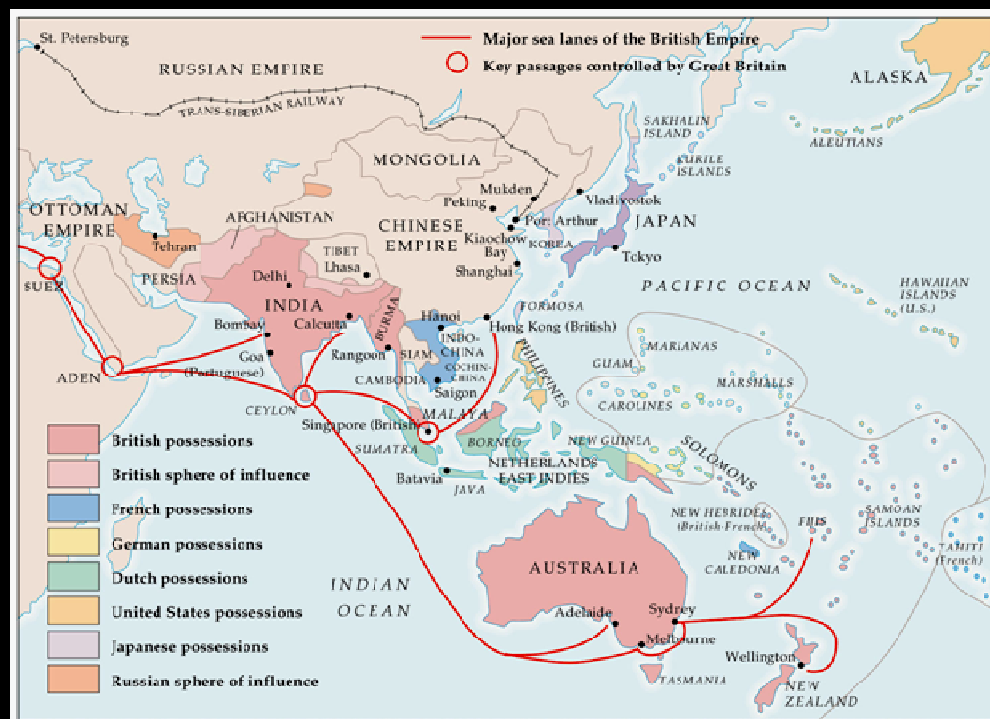 St. Petersburg
Major sea lanes of the British Empire
Key passages controlled by Great Britain
RUSSIAN EMPIRE
ALASKA
TRANS-SIBERIAN RAILWAY
SAKHALIN
ISLAND
ALEUTIANS
KURILE
ISLANDS
MONGOLIA
Mukden
Peking
Vladivostok
OTTOMAN
EMPIRE
AFGHANISTAN
CHINESE
EMPIRE
Port Arthur
JAPAN
Tehran
Kiaochow
Bay
KOREA
TIBET
Lhasa
Tokyo
SUEZ
PERSIA
Delhi
Shanghai
PACIFIC OCEAN
HAWAIIAN
ISLANDS
(U.S.)
INDIA
BURMA
FORMOSA
Bombay
Calcutta
Hanoi
Hong Kong (British)
Goa
(Portuguese)
Rangoon
SIAM
INDO-
CHINA
COCHIN-
CHINA
PHILIPPINES
MARIANAS
GUAM
ADEN
CAMBODIA
Saigon
MARSHALLS
CAROLINES
CEYLON
MALAYA
Singapore (British)
SUMATRA
BORNEO
NEW GUINEA
SOLOMONS
NETHERLANDS
EAST INDIES
Batavia
JAVA
British possessions
British sphere of influence
French possessions
German possessions
Dutch possessions
United States possessions
Japanese possessions
Russian sphere of influence
NEW HEBRIDES
(British-French)
FIJIS
SAMOAN
ISLANDS
NEW
CALEDONIA
TAHITI
(French)
INDIAN
OCEAN
AUSTRALIA
Adelaide
Sydney
Melbourne
Wellington
TASMANIA
NEW
ZEALAND